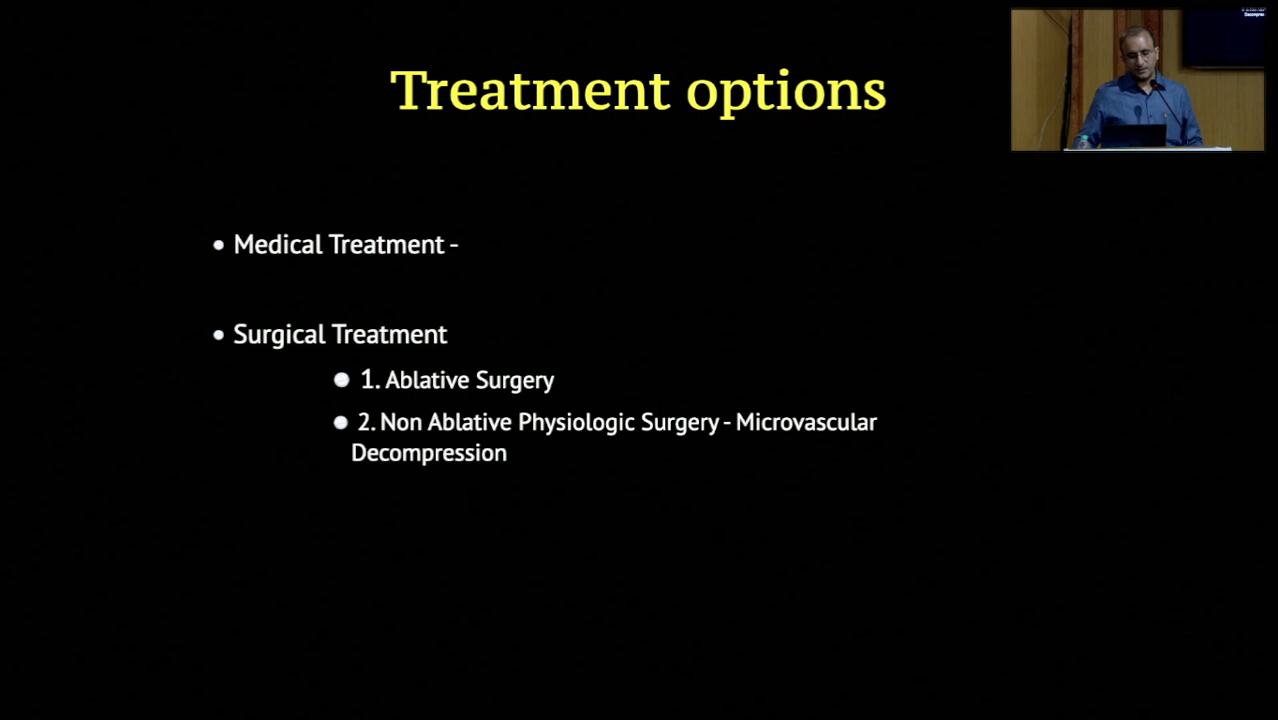 Treatment options
• Medical Treatment -
• Surgical Treatment
• 1. Ablative Surgery
• 2. Non Ablative Physiologic Surgery - Microvascular
Decompression